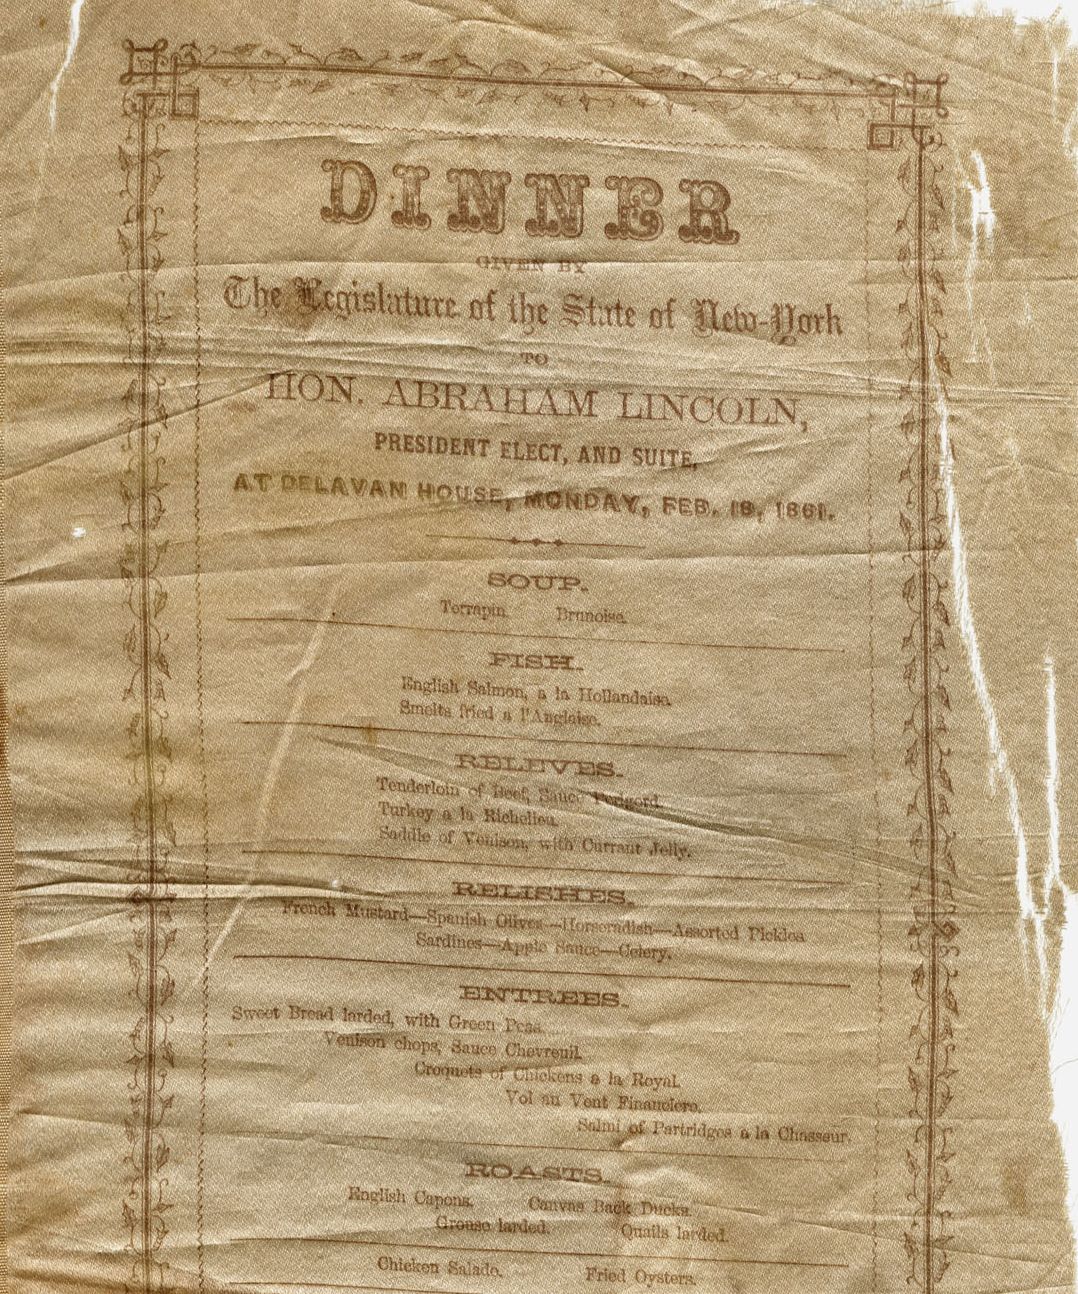 DINNER
GIVEN BY
The Legislature of the State of New-York
TO
HON. ABRAHAM LINCOLN,
PRESIDENT ELECT, AND SUITE,
AT DELAVAN HOUSE, MONDAY, FEB. 18, 1861.
SOUP.
Terrapin. Brunoise.
FISH.
English Salmon, a la Hollandaise.
Smelts fried a l'Anglaise.
RELEVES.
Tenderloin of Beef, Sauce Perigord.
Turkey a la Richelieu.
Saddle of Venison, with Currant Jelly.
RELISHES.
French Mustard—Spanish Olives—Horseradish—Assorted Pickles
Sardines—Apple Sauce—Celery.
ENTREES.
Sweet Bread larded, with Green Peas.
Venison chops, Sauce Chevreuil.
Croquets of Chickens a la Royal.
Vol au Vent Financiere.
Salmi of Partridges a la Chasseur.
ROASTS.
English Capons. Canvas Back Ducks.
Grouse larded. Quails larded.
Chicken Salade. Fried Oysters.